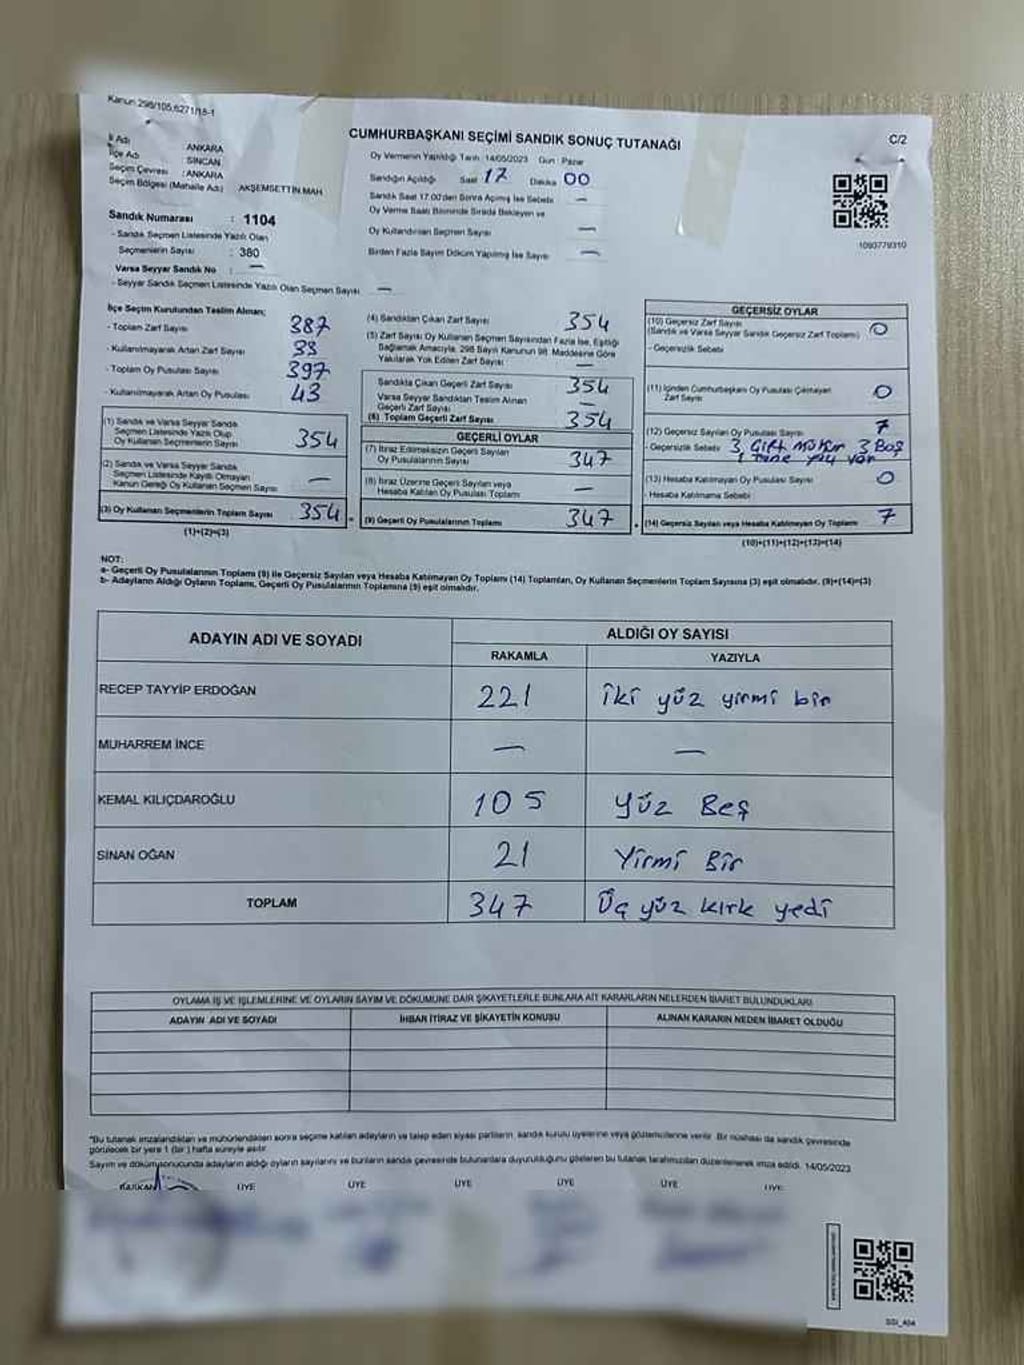 Kanun:298/105,6271/18-1
CUMHURBAŞKANI SEÇİMİ SANDIK SONUÇ TUTANAĞI
C/2
İl Adı : ANKARA
İlçe Adı : SİNCAN
Seçim Çevresi : ANKARA
Seçim Bölgesi (Mahalle Adı) AKŞEMSETTİN MAH
Sandık Numarası : 1104
- Sandık Seçmen Listesinde Yazılı Olan
Seçmenlerin Sayısı : 380
Varsa Seyyar Sandık No : —
- Seyyar Sandık Seçmen Listesinde Yazılı Olan Seçmen Sayısı —
Oy Vermenin Yapıldığı Tarih 14/05/2023 Gün Pazar
Sandığın Açıldığı Saat 17 Dakika 00
Sandık Saat 17.00'den Sonra Açılmış İse Sebebi —
Oy Verme Saati Bitiminde Sırada Bekleyen ve
Oy Kullandırılan Seçmen Sayısı —
Birden Fazla Sayım Döküm Yapılmış İse Sayısı —
1090779310
İlçe Seçim Kurulundan Teslim Alınan;
- Toplam Zarf Sayısı 387
- Kullanılmayarak Artan Zarf Sayısı 33
- Toplam Oy Pusulası Sayısı 397
- Kullanılmayarak Artan Oy Pusulası 43
(1) Sandık ve Varsa Seyyar Sandık
Seçmen Listesinde Yazılı Olup
Oy Kullanan Seçmenlerin Sayısı 354
(2) Sandık ve Varsa Seyyar Sandık
Seçmen Listesinde Kayıtlı Olmayan
Kanun Gereği Oy Kullanan Seçmen Sayısı —
(3) Oy Kullanan Seçmenlerin Toplam Sayısı 354
(1)+(2)=(3)
(4) Sandıktan Çıkan Zarf Sayısı 354
(5) Zarf Sayısı Oy Kullanan Seçmen Sayısından Fazla İse, Eşitliği
Sağlamak Amacıyla, 298 Sayılı Kanunun 98. Maddesine Göre
Yakılarak Yok Edilen Zarf Sayısı —
Sandıkta Çıkan Geçerli Zarf Sayısı 354
Varsa Seyyar Sandıktan Teslim Alınan
Geçerli Zarf Sayısı —
(6) Toplam Geçerli Zarf Sayısı 354
GEÇERLİ OYLAR
(7) İtiraz Edilmeksizin Geçerli Sayılan
Oy Pusulalarının Sayısı 347
(8) İtiraz Üzerine Geçerli Sayılan veya
Hesaba Katılan Oy Pusulası Toplamı —
(9) Geçerli Oy Pusulalarının Toplamı 347
GEÇERSİZ OYLAR
(10) Geçersiz Zarf Sayısı 0
(Sandık ve Varsa Seyyar Sandık Geçersiz Zarf Toplamı)
- Geçersizlik Sebebi
(11) İçinden Cumhurbaşkanı Oy Pusulası Çıkmayan
Zarf Sayısı 0
(12) Geçersiz Sayılan Oy Pusulası Sayısı 7
- Geçersizlik Sebebi 3 Çift Mühür 3 Boş
1 tane yazı var
(13) Hesaba Katılmayan Oy Pusulası Sayısı 0
- Hesaba Katılmama Sebebi
(14) Geçersiz Sayılan veya Hesaba Katılmayan Oy Toplamı 7
(10)+(11)+(12)+(13)=(14)
NOT:
a- Geçerli Oy Pusulalarının Toplamı (9) ile Geçersiz Sayılan veya Hesaba Katılmayan Oy Toplamı (14) Toplamları, Oy Kullanan Seçmenlerin Toplam Sayısına (3) eşit olmalıdır. (9)+(14)=(3)
b- Adayların Aldığı Oyların Toplamı, Geçerli Oy Pusulalarının Toplamına (9) eşit olmalıdır.
ADAYIN ADI VE SOYADI
ALDIĞI OY SAYISI
RAKAMLA YAZIYLA
RECEP TAYYİP ERDOĞAN 221 iki yüz yirmi bir
MUHARREM İNCE — —
KEMAL KILIÇDAROĞLU 105 Yüz Beş
SİNAN OĞAN 21 Yirmi Bir
TOPLAM 347 Üç yüz kırk yedi
OYLAMA İŞ VE İŞLEMLERİNE VE OYLARIN SAYIM VE DÖKÜMÜNE DAİR ŞİKAYETLERLE BUNLARA AİT KARARLARIN NELERDEN İBARET BULUNDUKLARI
ADAYIN ADI VE SOYADI İHBAR İTİRAZ VE ŞİKAYETİN KONUSU ALINAN KARARIN NEDEN İBARET OLDUĞU
"Bu tutanak imzalandıktan ve mühürlendikten sonra seçime katılan adayların ve talep eden siyasi partilerin, sandık kurulu üyelerine veya gözlemcilerine verilir. Bir nüshası da sandık çevresinde
görülecek bir yere 1 (bir) hafta süreyle asılır.
Sayım ve döküm sonucunda adayların aldığı oyların sayılarını ve bunların sandık çevresinde bulunanlara duyurulduğunu gösteren bu tutanak tarafımızdan düzenlenerek imza edildi. 14/05/2023
BAŞKAN ÜYE ÜYE ÜYE ÜYE ÜYE ÜYE